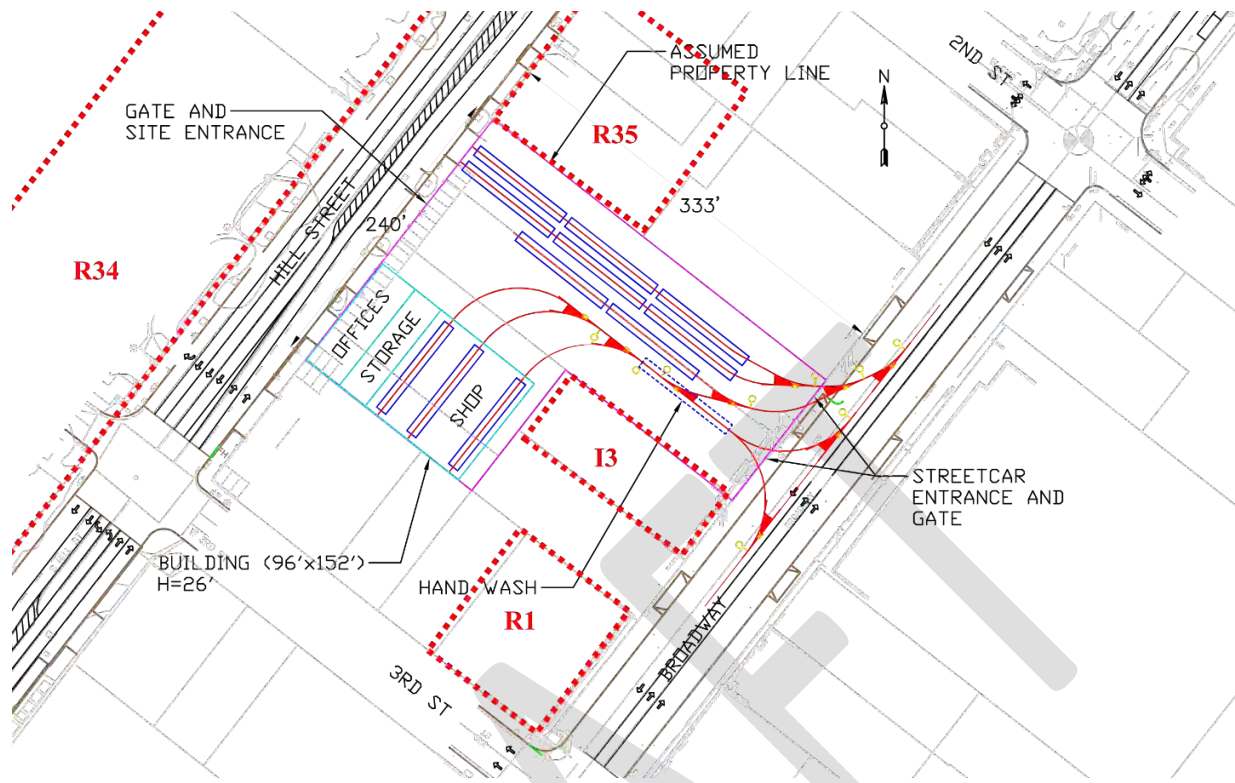 ASSUMED
PROPERTY LINE
2ND ST
N
GATE AND
SITE ENTRANCE
R35
333'
HILL STREET
240'
R34
OFFICES
STORAGE
SHOP
I3
STREETCAR
ENTRANCE AND
GATE
BUILDING (96'x152')
H=26'
HAND WASH
R1
BROADWAY
3RD ST